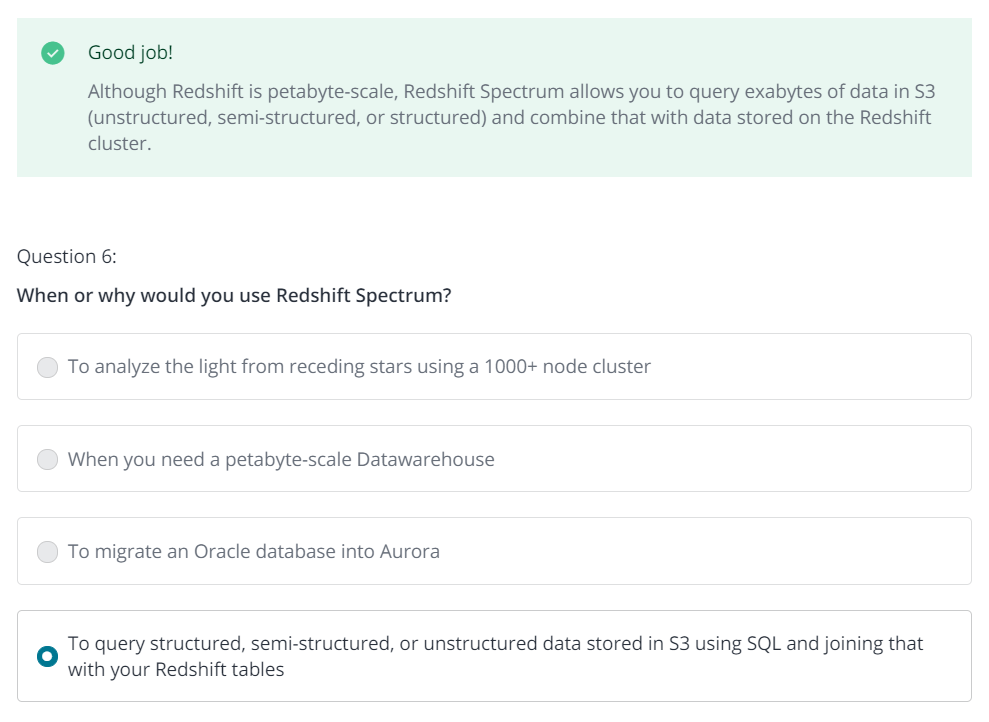 Good job!
Although Redshift is petabyte-scale, Redshift Spectrum allows you to query exabytes of data in S3
(unstructured, semi-structured, or structured) and combine that with data stored on the Redshift
cluster.
Question 6:
When or why would you use Redshift Spectrum?
To analyze the light from receding stars using a 1000+ node cluster
When you need a petabyte-scale Datawarehouse
To migrate an Oracle database into Aurora
To query structured, semi-structured, or unstructured data stored in S3 using SQL and joining that
with your Redshift tables